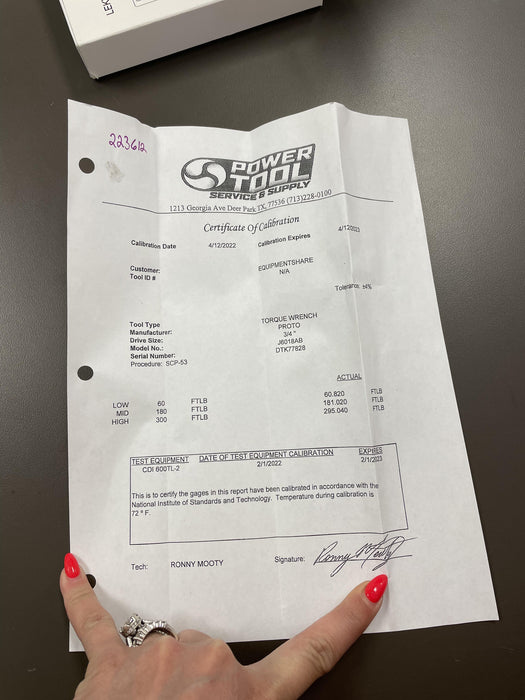 LEK
223612
POWER
TOOL
SERVICE & SUPPLY
1213 Georgia Ave Deer Park TX, 77536 (713)228-0100
Certificate Of Calibration
Calibration Date 4/12/2022 Calibration Expires 4/12/2023
Customer: EQUIPMENTSHARE
Tool ID # N/A
Tolerance: ±4%
Tool Type TORQUE WRENCH
Manufacturer: PROTO
Drive Size: 3/4 "
Model No.: J6018AB
Serial Number: DTK77828
Procedure: SCP-53
ACTUAL
LOW 60 FTLB 60.820 FTLB
MID 180 FTLB 181.020 FTLB
HIGH 300 FTLB 295.040 FTLB
TEST EQUIPMENT DATE OF TEST EQUIPMENT CALIBRATION EXPIRES
CDI 600TL-2 2/1/2022 2/1/2023
This is to certify the gages in this report have been calibrated in accordance with the
National Institute of Standards and Technology. Temperature during calibration is
72 º F.
Tech: RONNY MOOTY Signature: Ronny Mooty